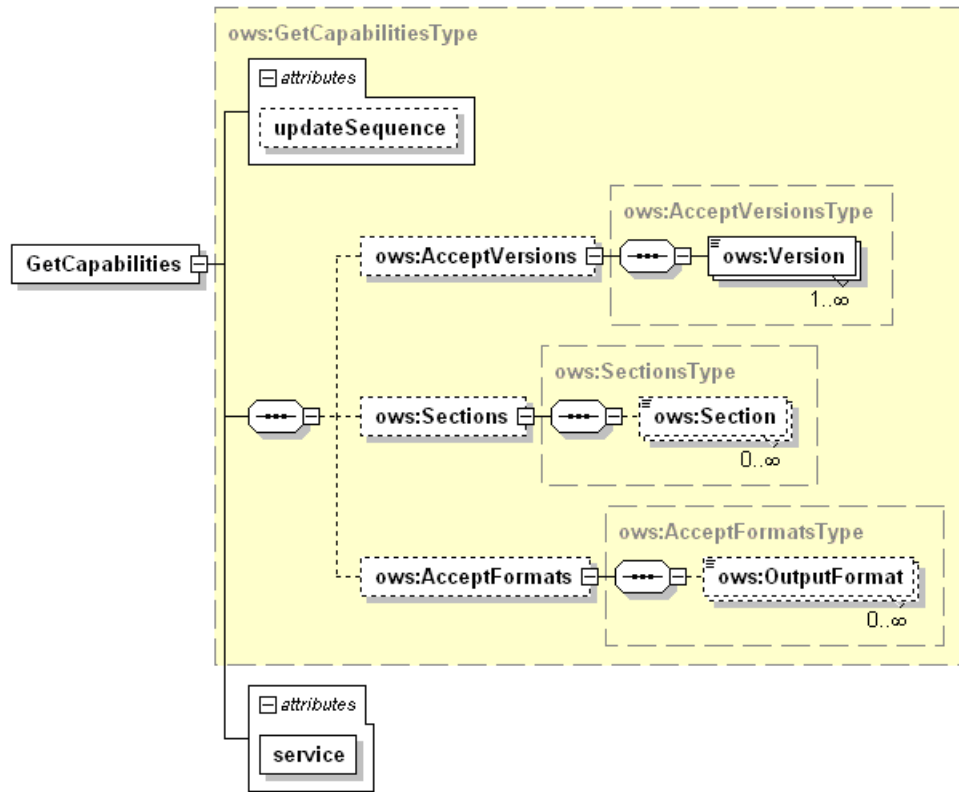 ows:GetCapabilitiesType
attributes
updateSequence
ows:AcceptVersionsType
GetCapabilities
ows:AcceptVersions
ows:Version
1..∞
ows:SectionsType
ows:Sections
ows:Section
0..∞
ows:AcceptFormatsType
ows:AcceptFormats
ows:OutputFormat
0..∞
attributes
service